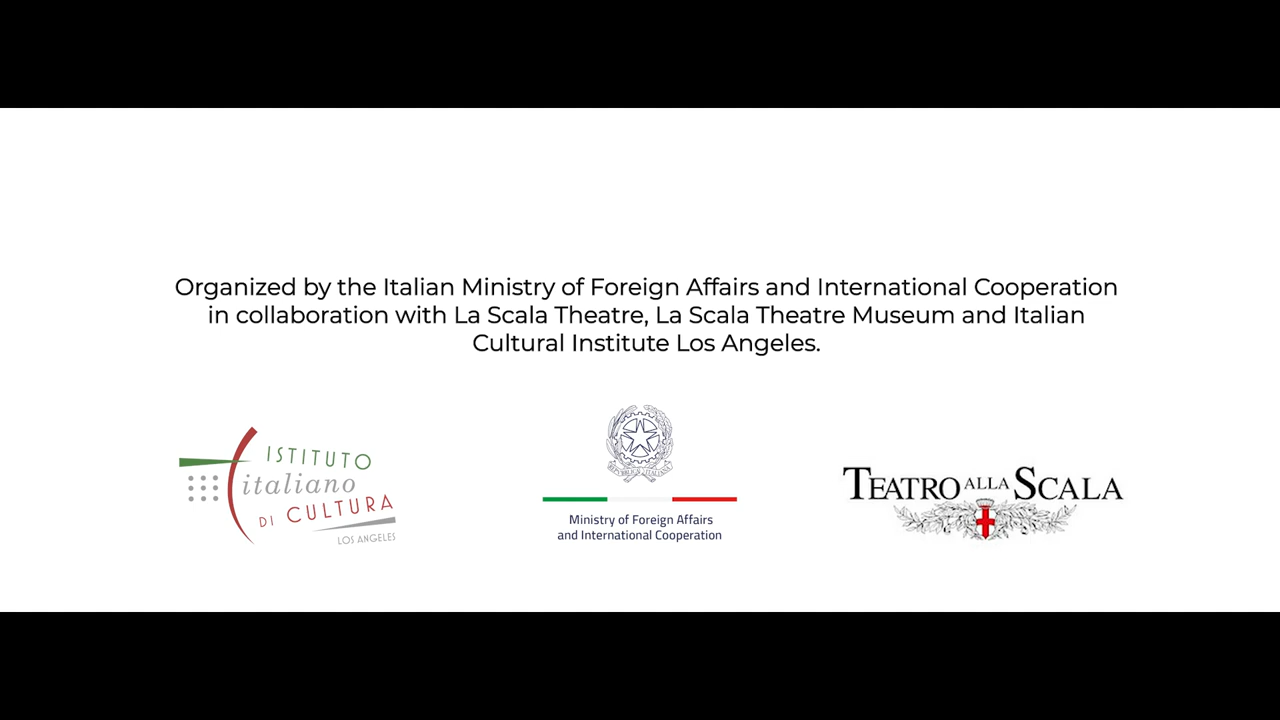 Organized by the Italian Ministry of Foreign Affairs and International Cooperation
in collaboration with La Scala Theatre, La Scala Theatre Museum and Italian
Cultural Institute Los Angeles.
ISTITUTO
italiano
DI CULTURA
LOS ANGELES
REPVBBLICA ITALIANA
Ministry of Foreign Affairs
and International Cooperation
TEATRO ALLA SCALA